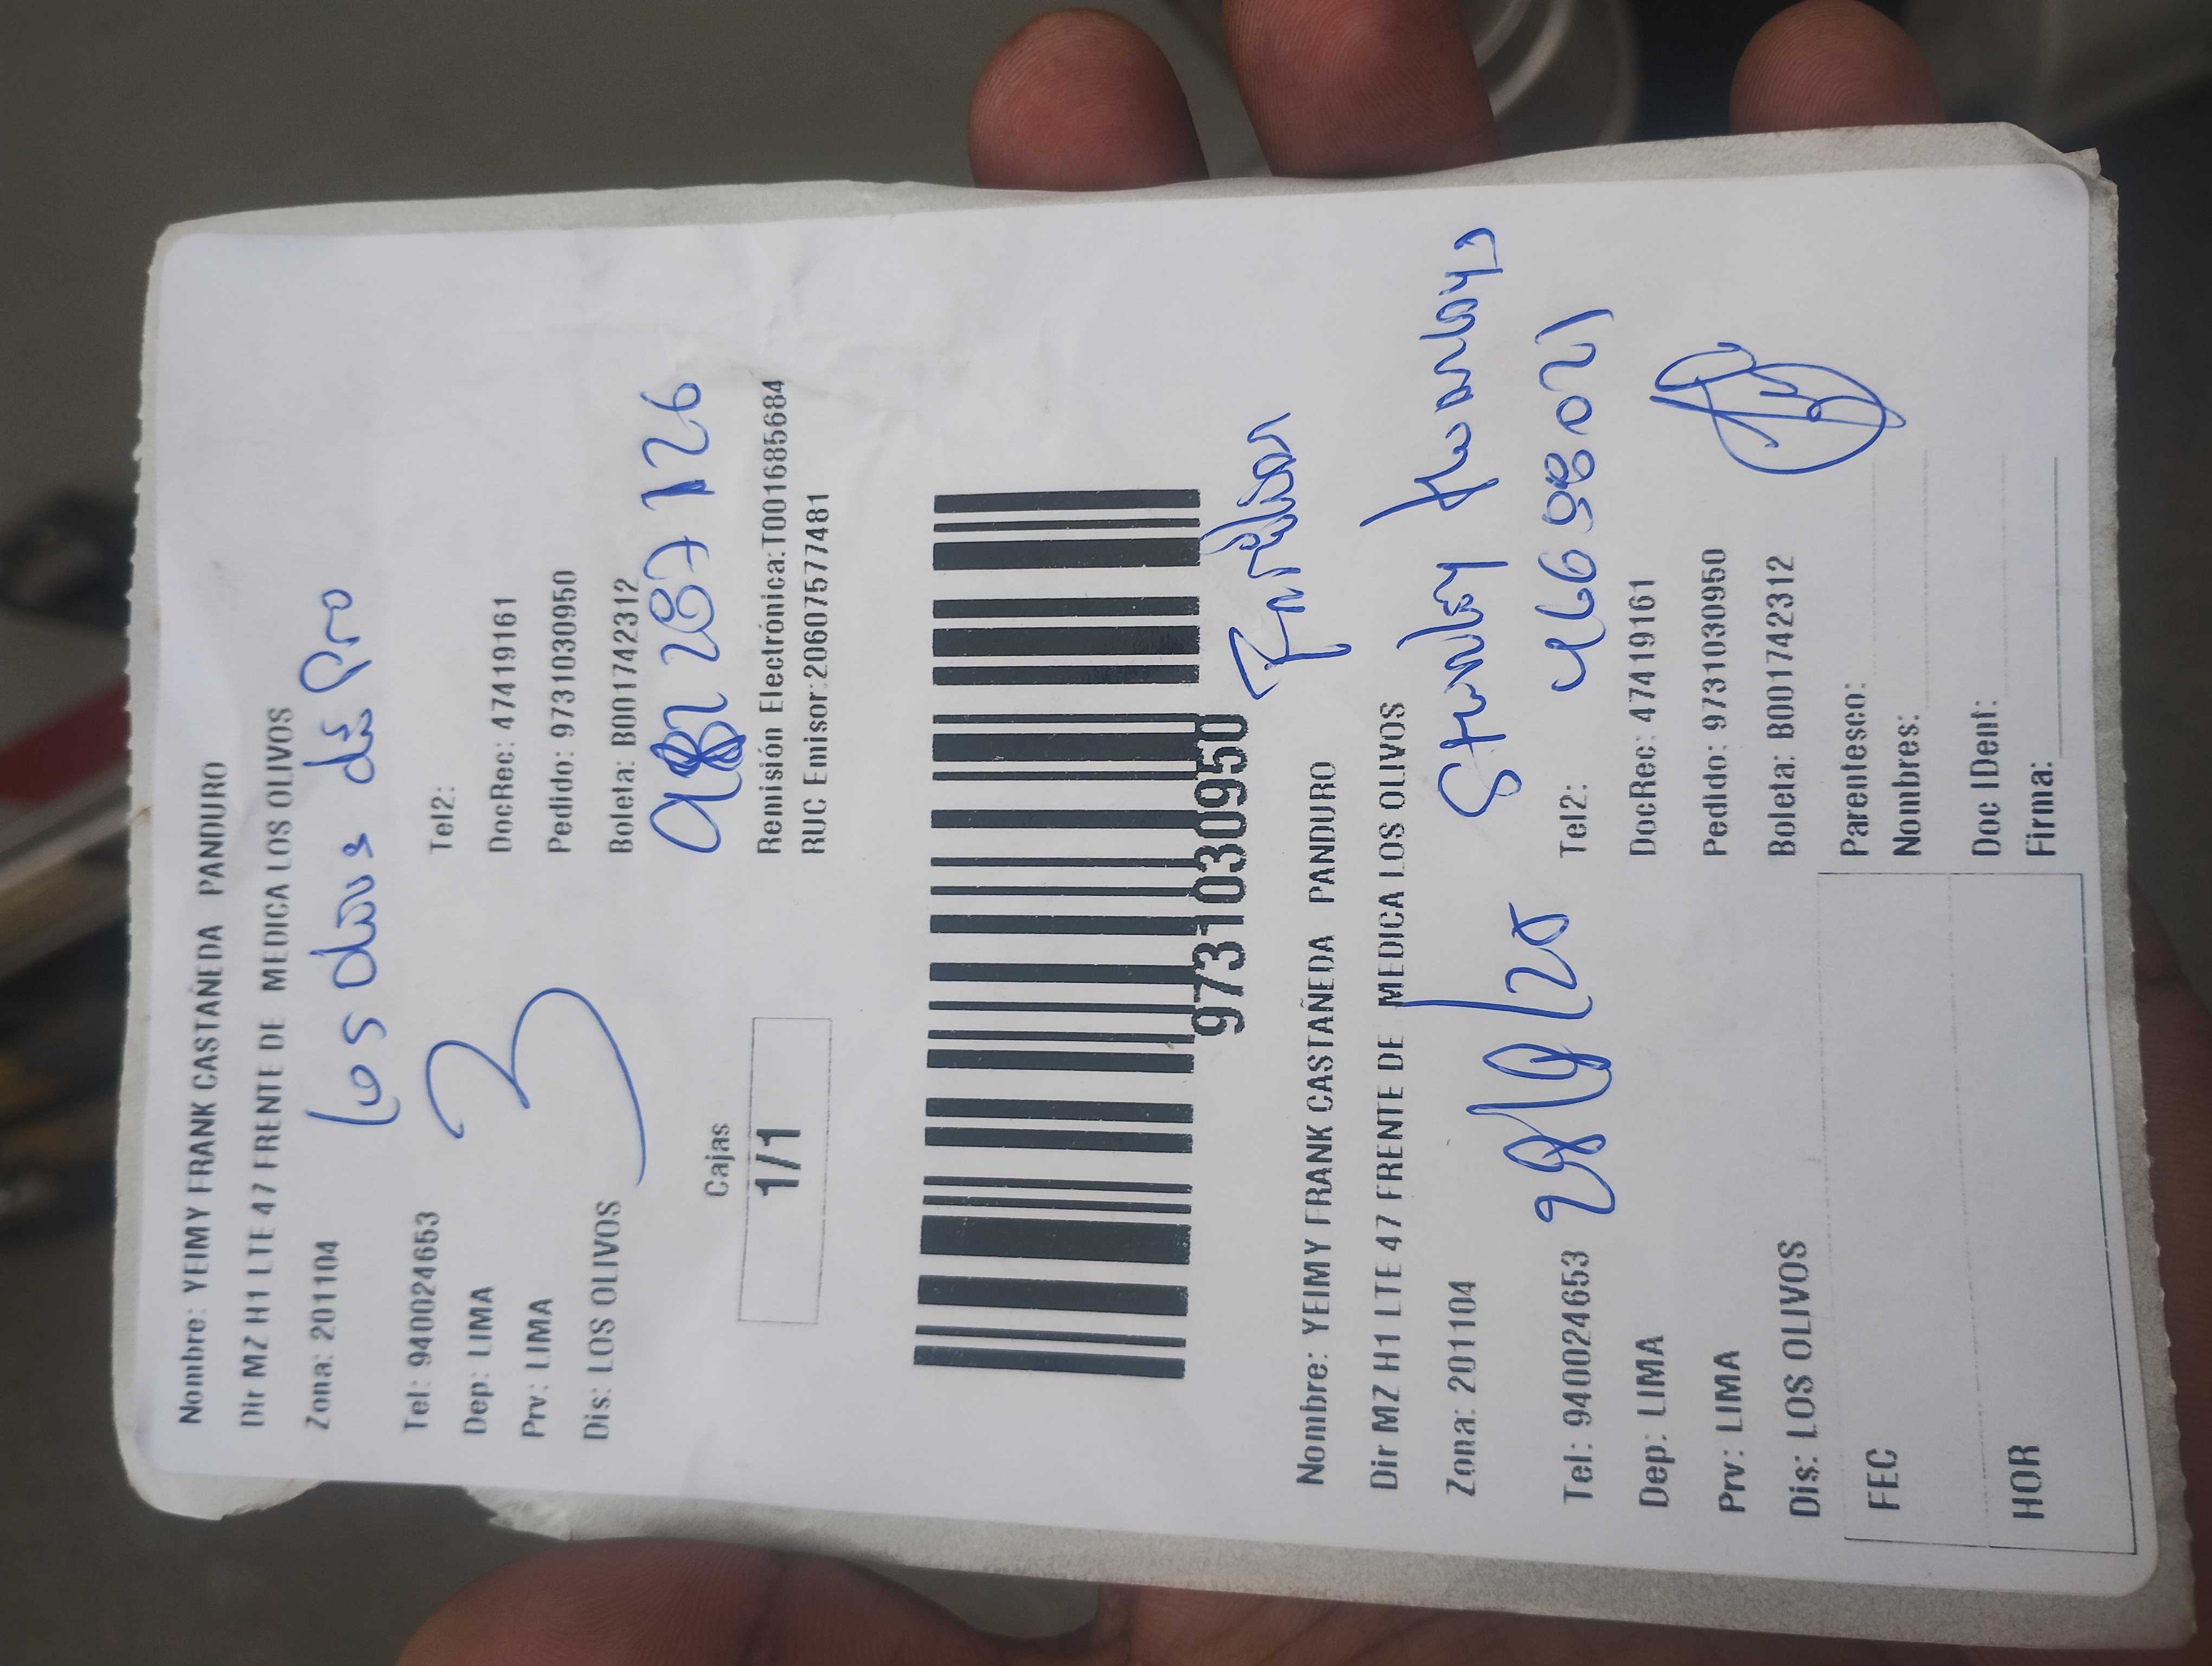 Nombre: YEIMY FRANK CASTAÑEDA PANDURO
Dir MZ H1 LTE 47 FRENTE DE MEDICA LOS OLIVOS
Zona: 201104
Los de Pro
Tel: 940024653
Tel2:
Dep: LIMA
DocRec: 47419161
Prv: LIMA
Pedido: 9731030950
3
Dis: LOS OLIVOS
Boleta: B001742312
287 126
Cajas
1/1
Remisión Electrónica:T001685684
RUC Emisor:20607577481
9731030950
Nombre: YEIMY FRANK CASTAÑEDA PANDURO
Dir MZ H1 LTE 47 FRENTE DE MEDICA LOS OLIVOS
Zona: 201104
Stanley
Tel: 940024653
Tel2:
46698021
Dep: LIMA
DocRec: 47419161
Prv: LIMA
Pedido: 9731030950
Dis: LOS OLIVOS
Boleta: B001742312
FEC
HOR
Parentesco:
Nombres:
Doc IDent:
Firma: